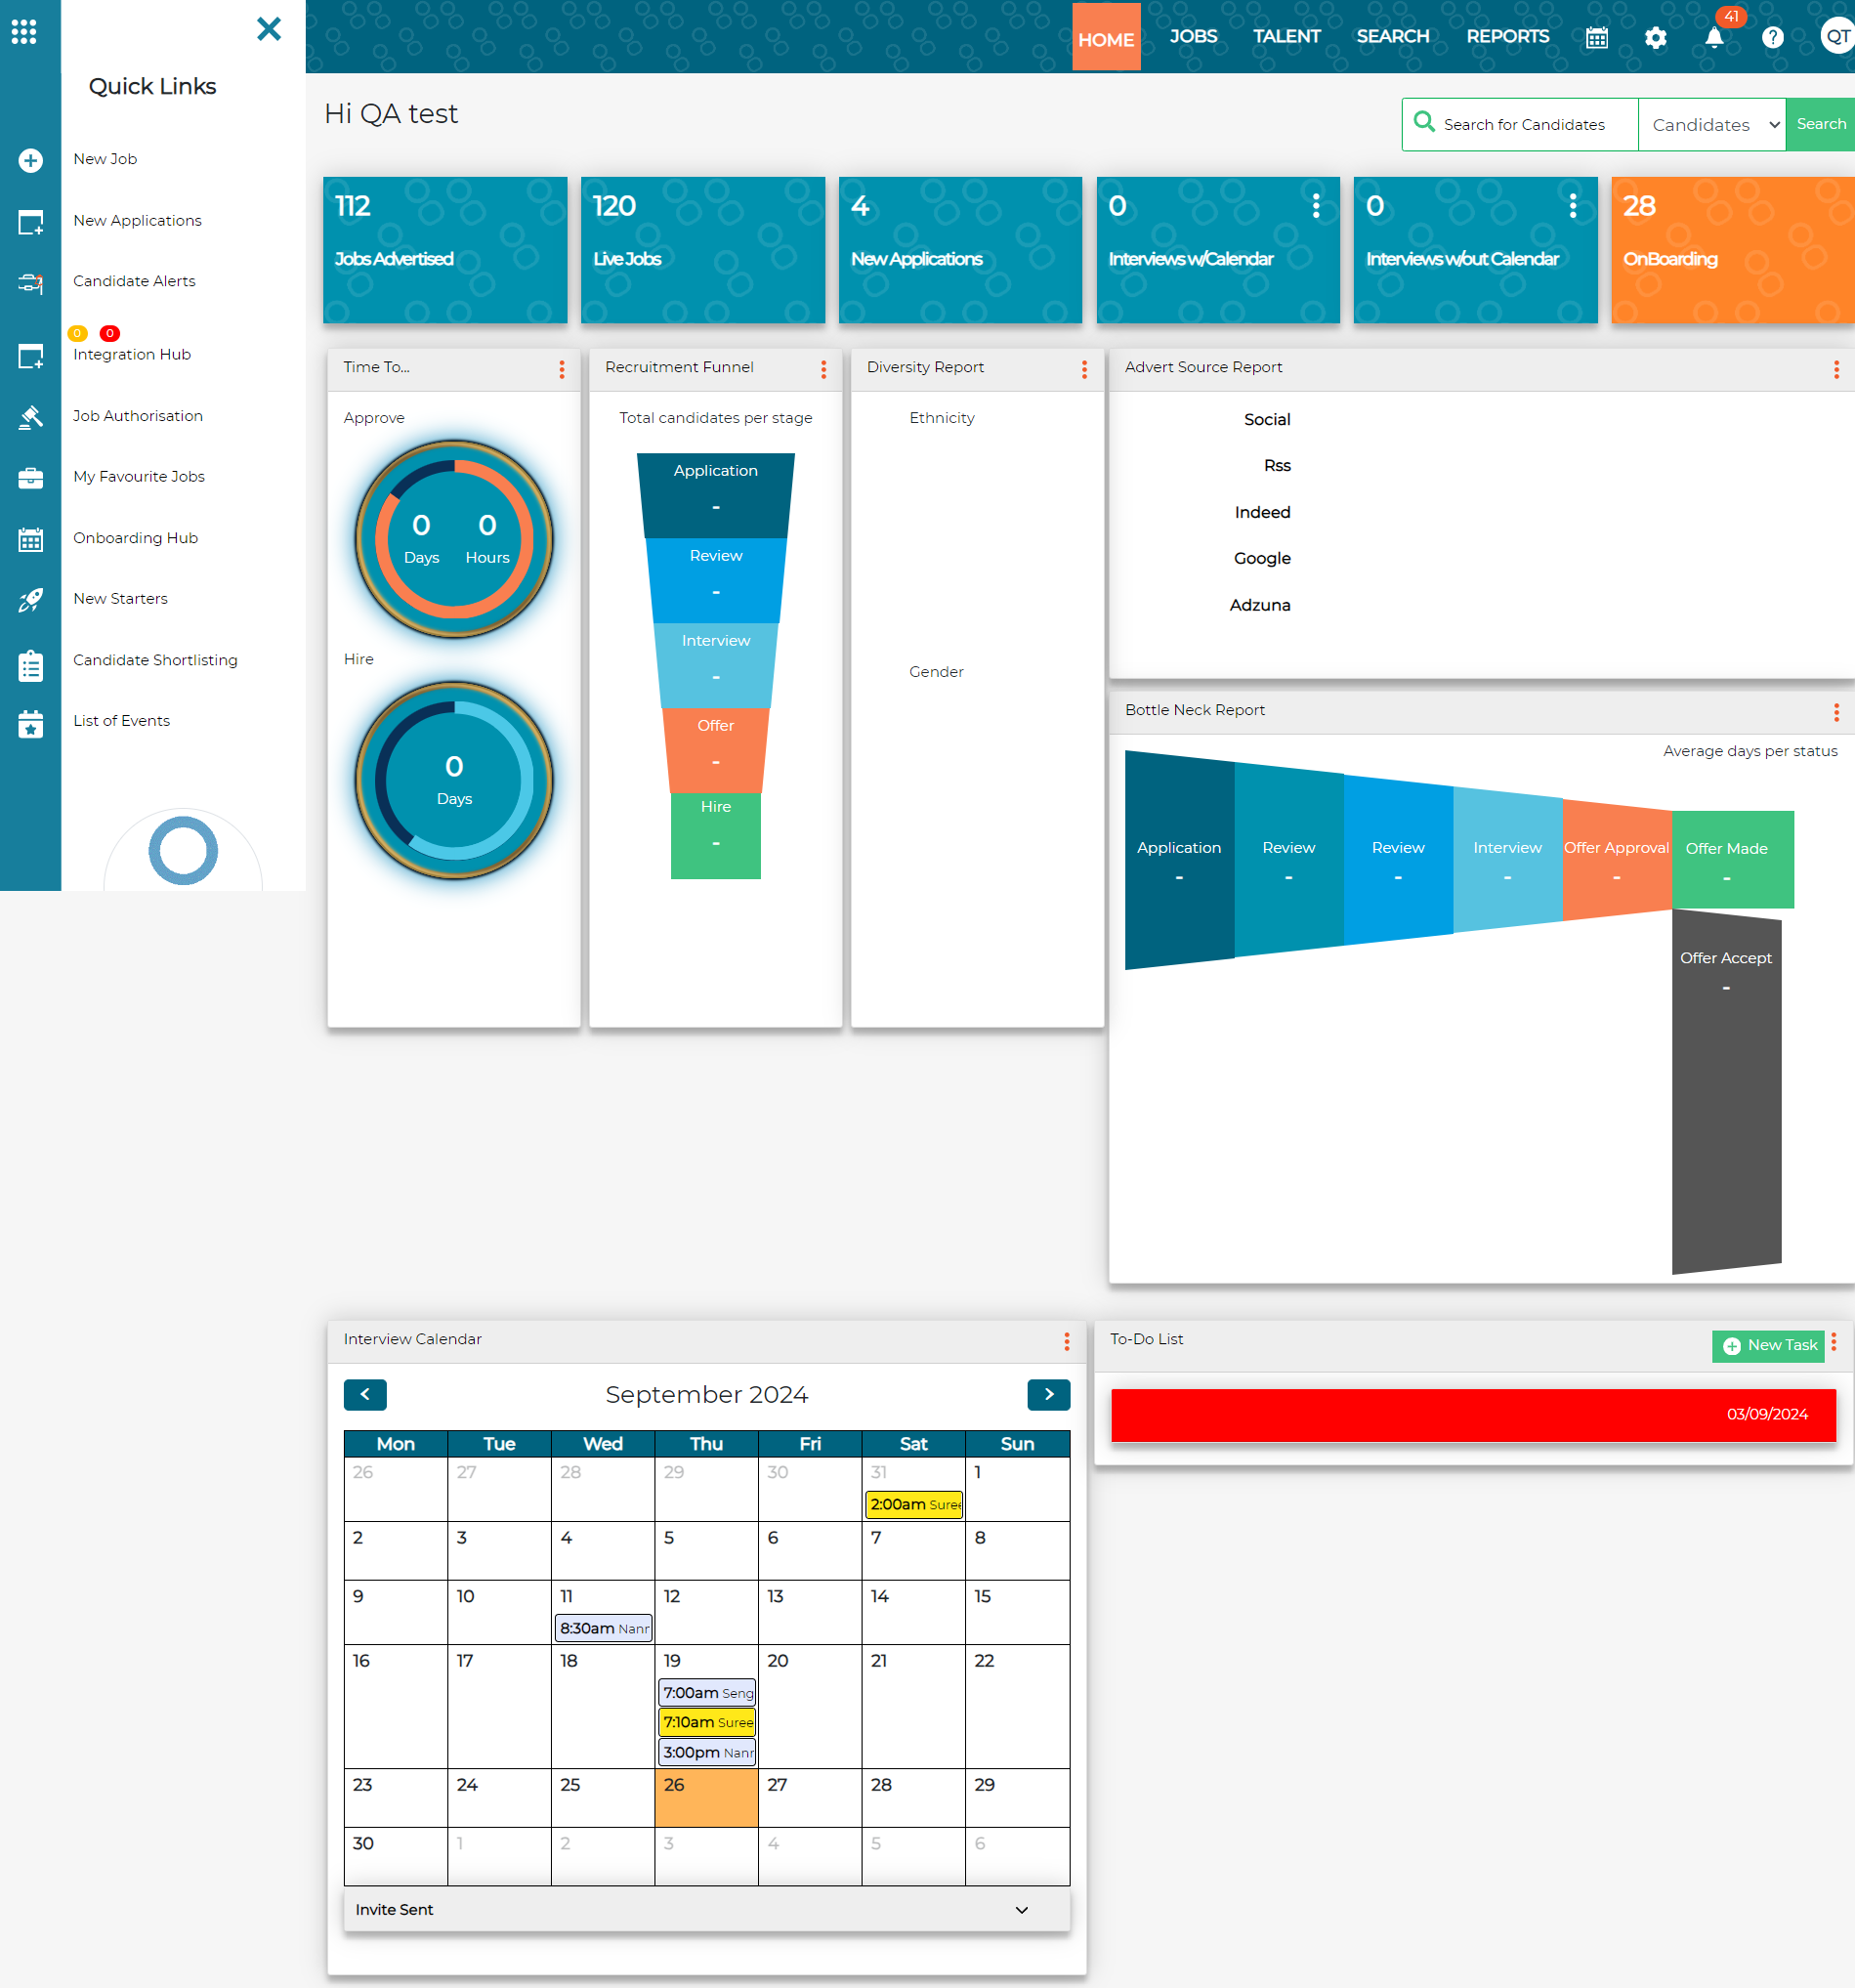 HOME
JOBS
TALENT
SEARCH
REPORTS
41
QT
Quick Links
New Job
New Applications
Candidate Alerts
0 0
Integration Hub
Job Authorisation
My Favourite Jobs
Onboarding Hub
New Starters
Candidate Shortlisting
List of Events
Hi QA test
Search for Candidates
Candidates
Search
112
Jobs Advertised
120
Live Jobs
4
New Applications
0
Interviews w/Calendar
0
Interviews w/out Calendar
28
OnBoarding
Time To...
Approve
0 0
Days Hours
Hire
0
Days
Recruitment Funnel
Total candidates per stage
Application
-
Review
-
Interview
-
Offer
-
Hire
-
Diversity Report
Ethnicity
Gender
Advert Source Report
Social
Rss
Indeed
Google
Adzuna
Bottle Neck Report
Average days per status
Application
-
Review
-
Review
-
Interview
-
Offer Approval
-
Offer Made
-
Offer Accept
-
Interview Calendar
September 2024
Mon Tue Wed Thu Fri Sat Sun
26 27 28 29 30 31 1
2:00am Suree
2 3 4 5 6 7 8
9 10 11 12 13 14 15
8:30am
16 17 18 19 20 21 22
7:00am Seng
7:10am Suree
3:00pm
23 24 25 26 27 28 29
30 1 2 3 4 5 6
Invite Sent
To-Do List
New Task
03/09/2024